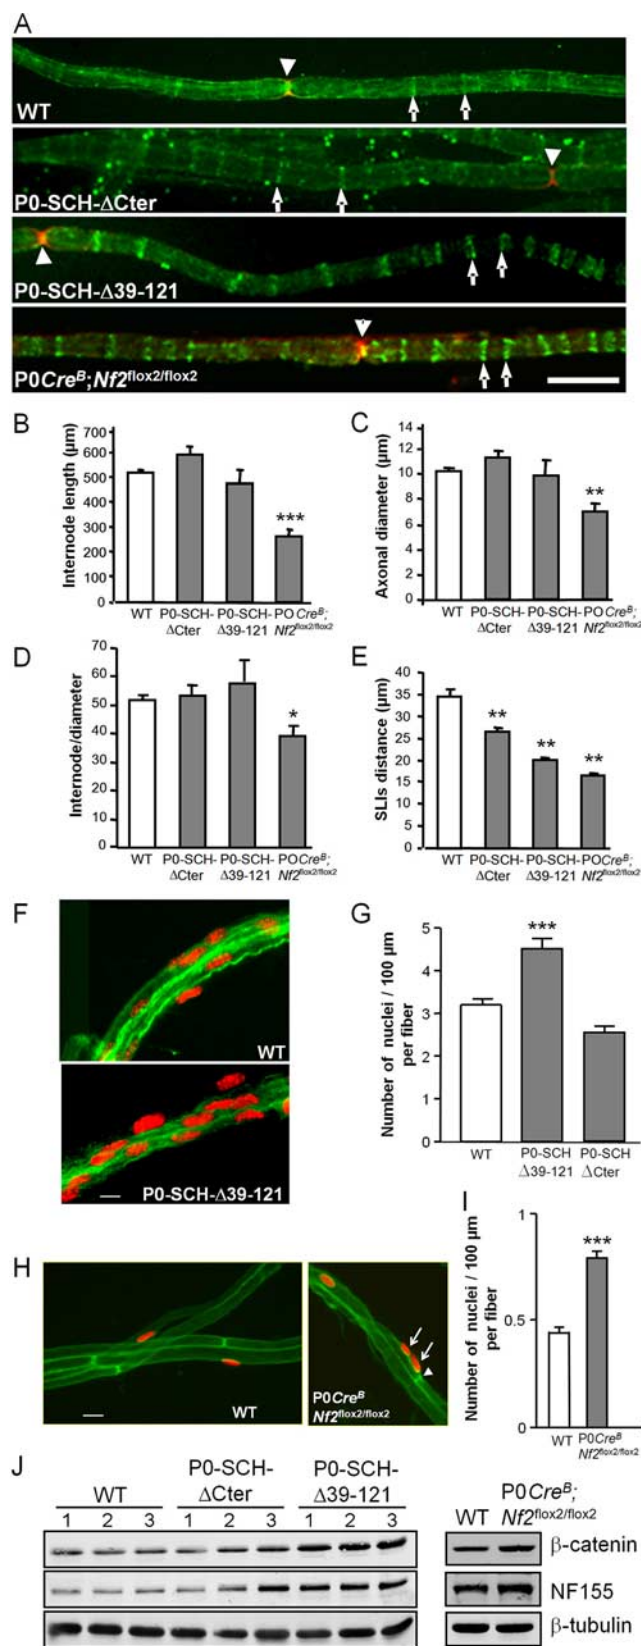 A
WT
P0-SCH-ΔCter
P0-SCH-Δ39-121
P0CreB;Nf2flox2/flox2
B
Internode length (µm)
700
600
500
400
300
200
100
0
***
WT
P0-SCH-
ΔCter
P0-SCH-
Δ39-121
PO CreB;
Nf2flox2/flox2
C
Axonal diameter (µm)
14
12
10
8
6
4
2
0
**
WT
P0-SCH-
ΔCter
P0-SCH-
Δ39-121
PO CreB;
Nf2flox2/flox2
D
Internode/diameter
70
60
50
40
30
20
10
0
*
WT
P0-SCH-
ΔCter
P0-SCH-
Δ39-121
PO CreB;
Nf2flox2/flox2
E
SLIs distance (µm)
40
35
30
25
20
15
10
5
0
**
**
**
WT
P0-SCH-
ΔCter
P0-SCH-
Δ39-121
PO CreB;
Nf2flox2/flox2
F
WT
P0-SCH-Δ39-121
G
Number of nuclei / 100 µm
per fiber
5
4
3
2
1
0
***
WT
P0-SCH
Δ39-121
P0-SCH
ΔCter
H
WT
P0CreB
Nf2flox2/flox2
I
Number of nuclei / 100 µm
per fiber
1
0.5
0
***
WT
P0CreB
Nf2flox2/flox2
J
WT
P0-SCH-
ΔCter
P0-SCH-
Δ39-121
1 2 3 1 2 3 1 2 3
P0CreB;
WT Nf2flox2/flox2
β-catenin
NF155
β-tubulin